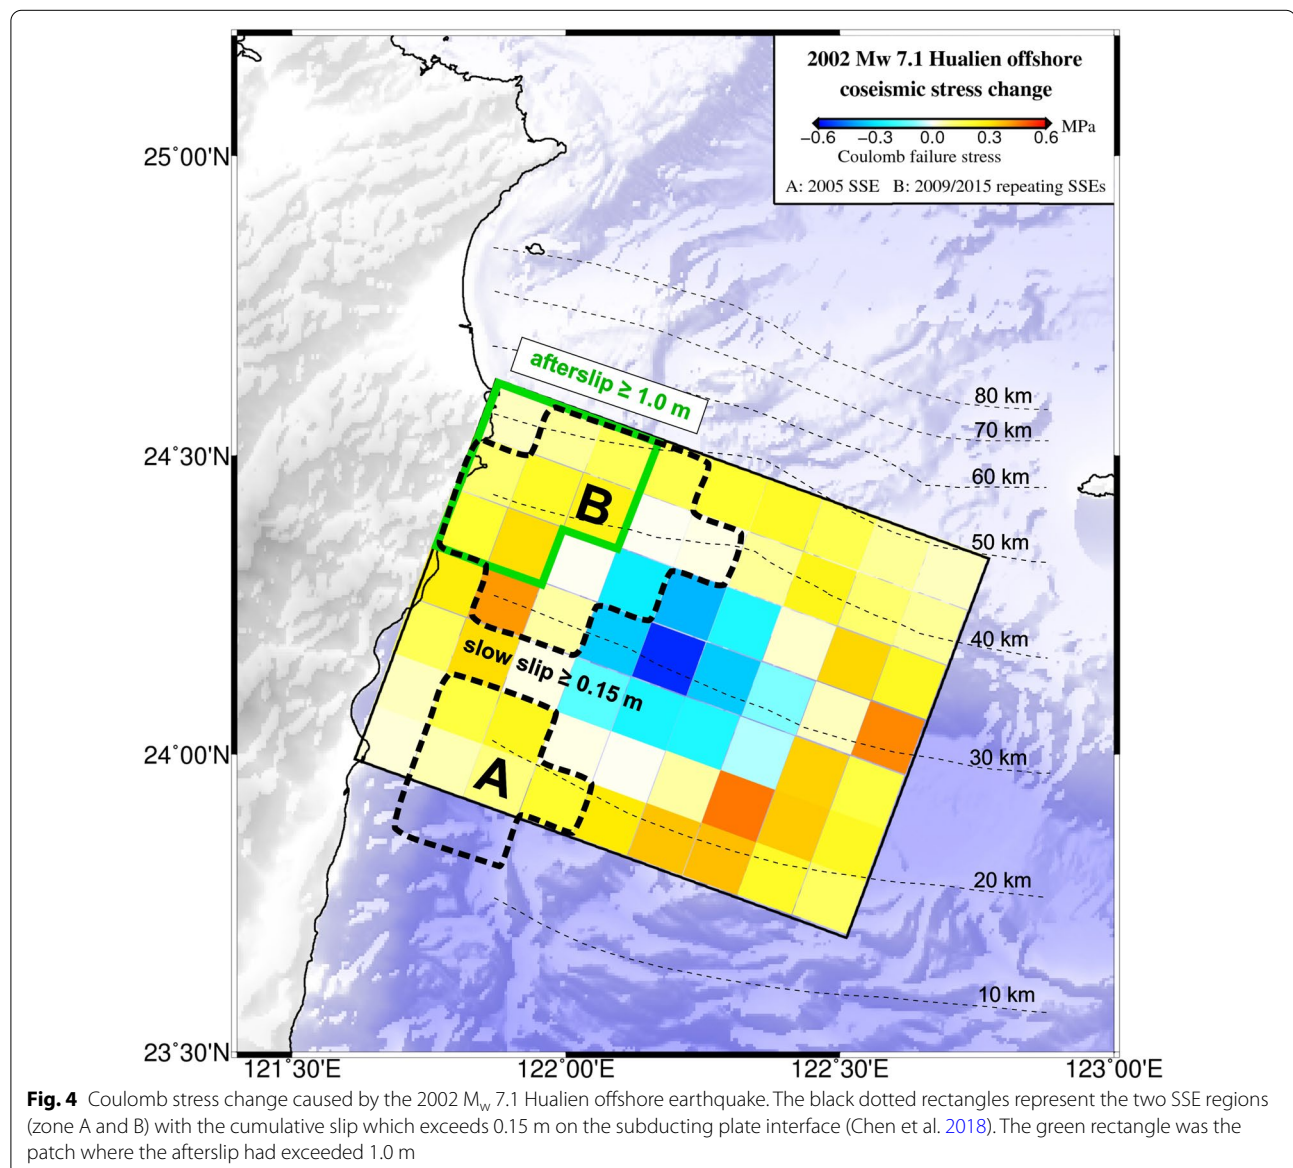 2002 Mw 7.1 Hualien offshore
coseismic stress change
MPa
−0.6 −0.3 0.0 0.3 0.6
Coulomb failure stress
A: 2005 SSE B: 2009/2015 repeating SSEs
25°00'N
24°30'N
24°00'N
23°30'N
afterslip ≥ 1.0 m
80 km
70 km
60 km
50 km
40 km
30 km
20 km
10 km
B
slow slip ≥ 0.15 m
A
121°30'E 122°00'E 122°30'E 123°00'E
Fig. 4 Coulomb stress change caused by the 2002 Mw 7.1 Hualien offshore earthquake. The black dotted rectangles represent the two SSE regions
(zone A and B) with the cumulative slip which exceeds 0.15 m on the subducting plate interface (Chen et al. 2018). The green rectangle was the
patch where the afterslip had exceeded 1.0 m